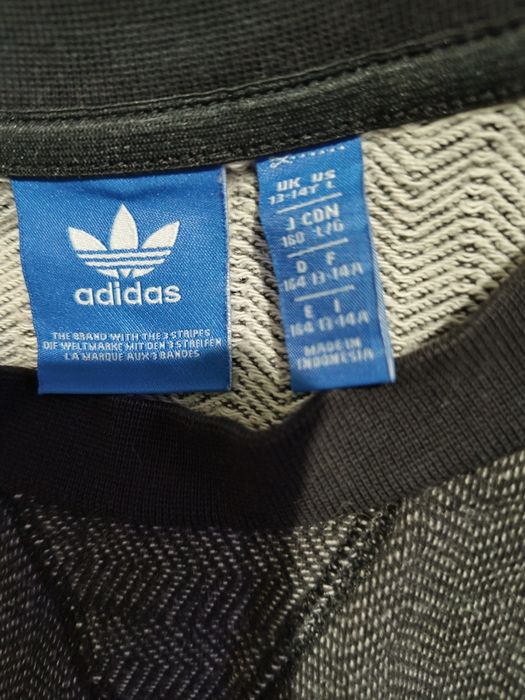 adidas
THE BRAND WITH THE 3 STRIPES
DIE WELTMARKE MIT DEN 3 STREIFEN
LA MARQUE AUX 3 BANDES
UK US
13-14Y L
J CDN
160 L/G
D F
164 13-14A
E I
164 13-14A
MADE IN
INDONESIA